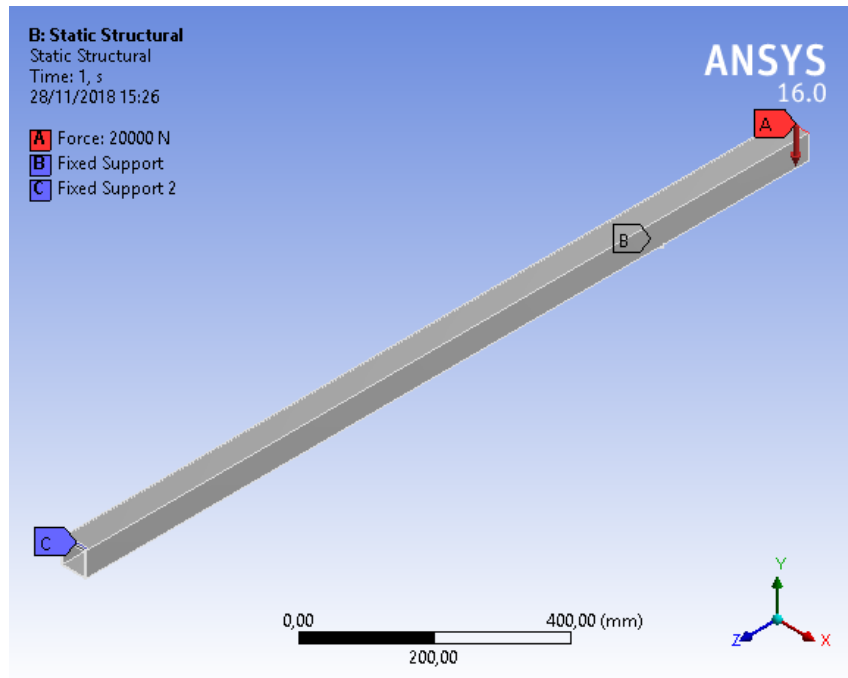 B: Static Structural
Static Structural
Time: 1, s
28/11/2018 15:26
A Force: 20000 N
B Fixed Support
C Fixed Support 2
ANSYS
16.0
A
B
C
0,00 400,00 (mm)
200,00
Y
Z X